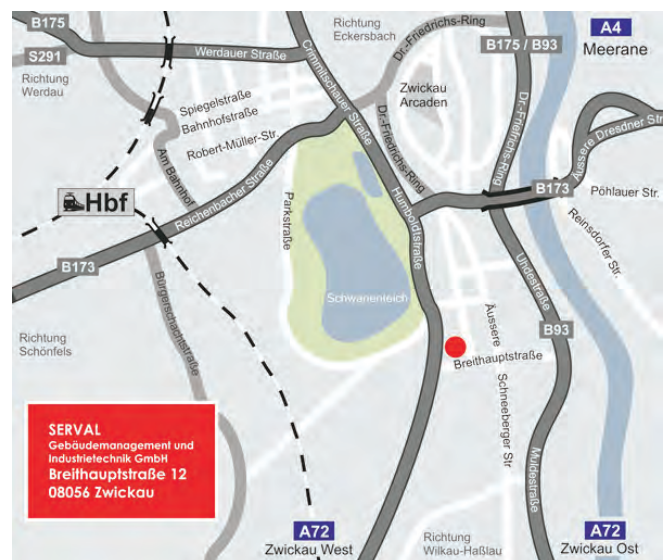 B175
Richtung
Eckersbach
A4
Meerane
Werdauer Straße
S291
Richtung
Werdau
Crimmitschauer Straße
Dr.-Friedrichs-Ring
B175 / B93
Zwickau
Arcaden
Spiegelstraße
Bahnhofstraße
Robert-Müller-Str.
Am Bahnhof
Dr.-Friedrichs-Ring
Dr.-Friedrichs-Ring
Äussere Dresdner Str.
B173
Pöhlauer Str.
Reinsdorfer Str.
Hbf
Reichenbacher Straße
Parkstraße
Humboldtstraße
B173
Bürgerschachtstraße
Schwanenteich
Uhdestraße
B93
Richtung
Schönfels
Äussere
Breithauptstraße
Schneeberger Str
Muldestraße
SERVAL
Gebäudemanagement und
Industrietechnik GmbH
Breithauptstraße 12
08056 Zwickau
A72
Zwickau West
Richtung
Wilkau-Haßlau
A72
Zwickau Ost